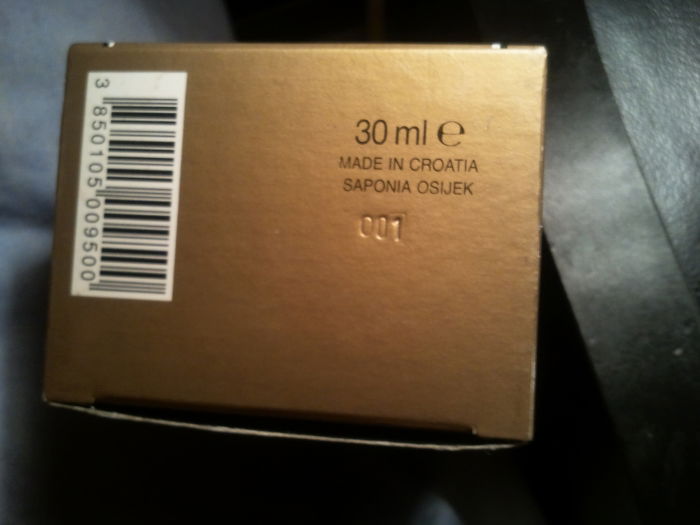 30 ml ℮
MADE IN CROATIA
SAPONIA OSIJEK
001
3 850105 009500